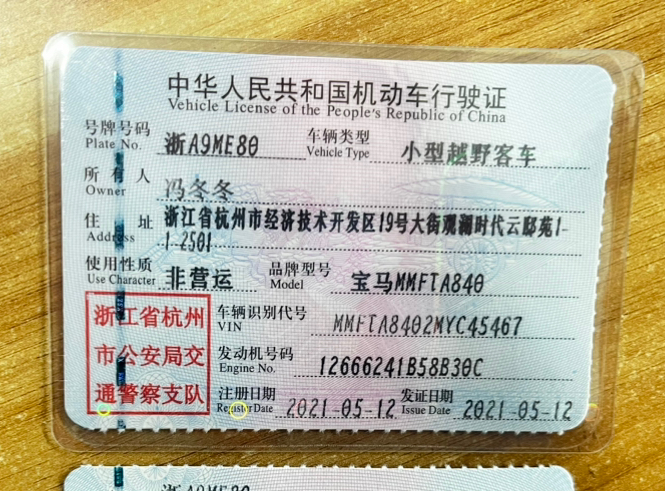 中华人民共和国机动车行驶证
Vehicle License of the People's Republic of China
号牌号码 浙A9ME80 车辆类型 小型越野客车
Plate No. Vehicle Type
所有人 冯冬冬
Owner
住址 浙江省杭州市经济技术开发区19号大街观澜时代云邸苑1-
Address 1-2501
使用性质 非营运 品牌型号 宝马MMFTA840
Use Character Model
浙江省杭州
市公安局交
通警察支队
车辆识别代号 MMFTA8402MYC45467
VIN
发动机号码 12666241B58B30C
Engine No.
注册日期 2021-05-12 发证日期 2021-05-12
Register Date Issue Date
浙A9ME80